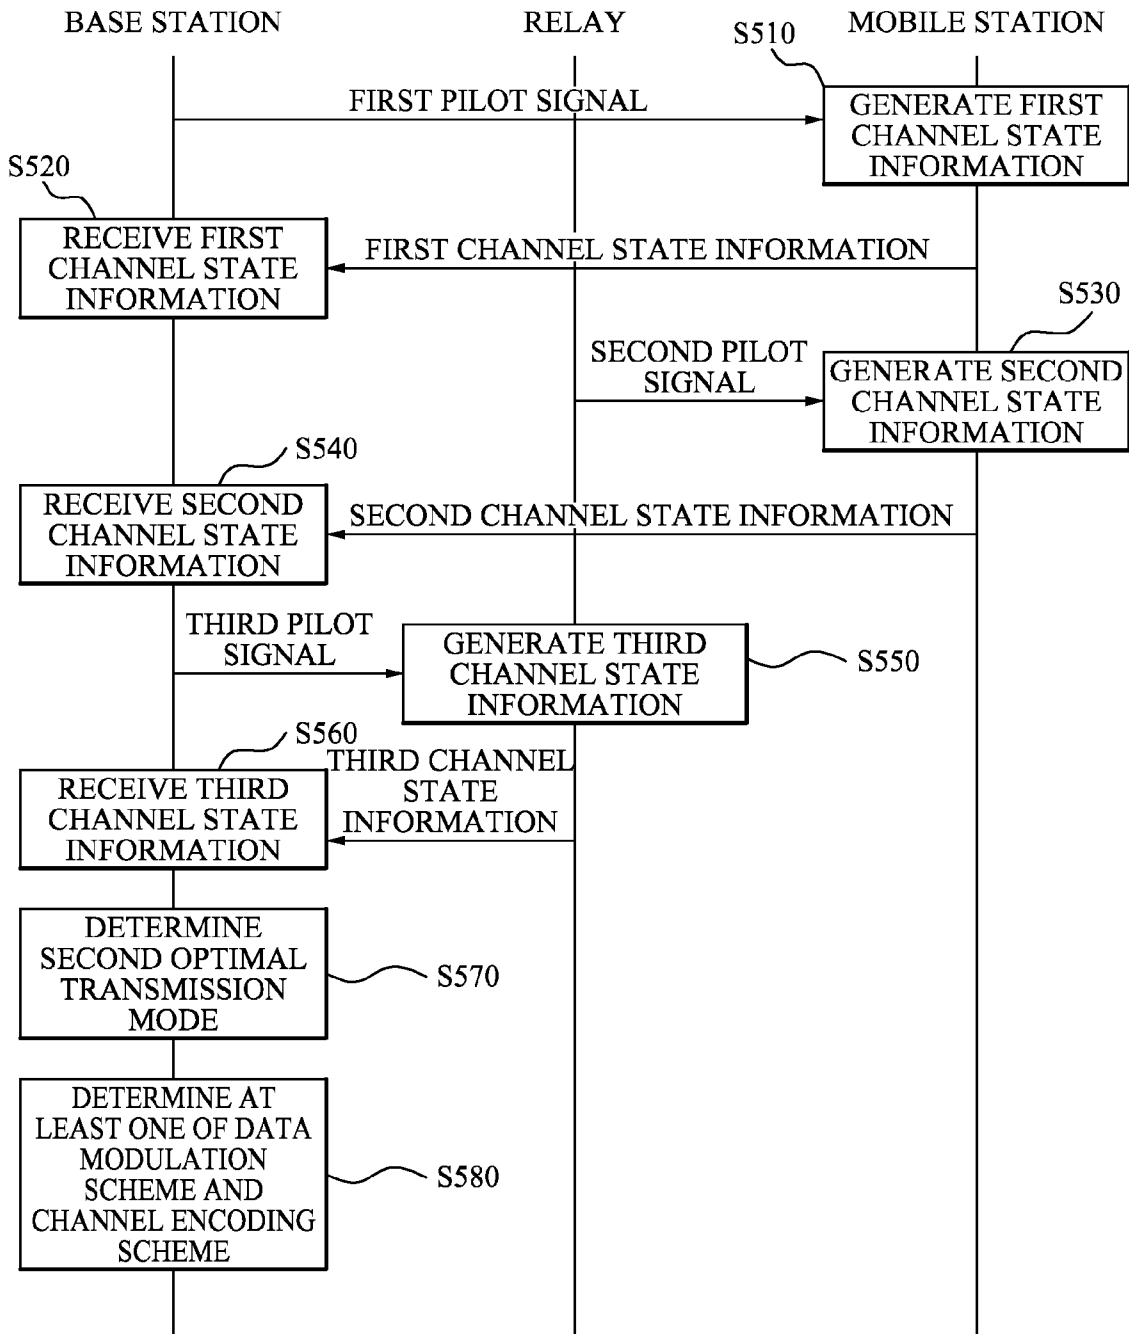 BASE STATION
RELAY
MOBILE STATION
S510
FIRST PILOT SIGNAL
GENERATE FIRST
CHANNEL STATE
INFORMATION
S520
RECEIVE FIRST
CHANNEL STATE
INFORMATION
FIRST CHANNEL STATE INFORMATION
S530
SECOND PILOT
SIGNAL
GENERATE SECOND
CHANNEL STATE
INFORMATION
S540
RECEIVE SECOND
CHANNEL STATE
INFORMATION
SECOND CHANNEL STATE INFORMATION
THIRD PILOT
SIGNAL
GENERATE THIRD
CHANNEL STATE
INFORMATION
S550
S560
RECEIVE THIRD
CHANNEL STATE
INFORMATION
THIRD CHANNEL
STATE
INFORMATION
DETERMINE
SECOND OPTIMAL
TRANSMISSION
MODE
S570
DETERMINE AT
LEAST ONE OF DATA
MODULATION
SCHEME AND
CHANNEL ENCODING
SCHEME
S580